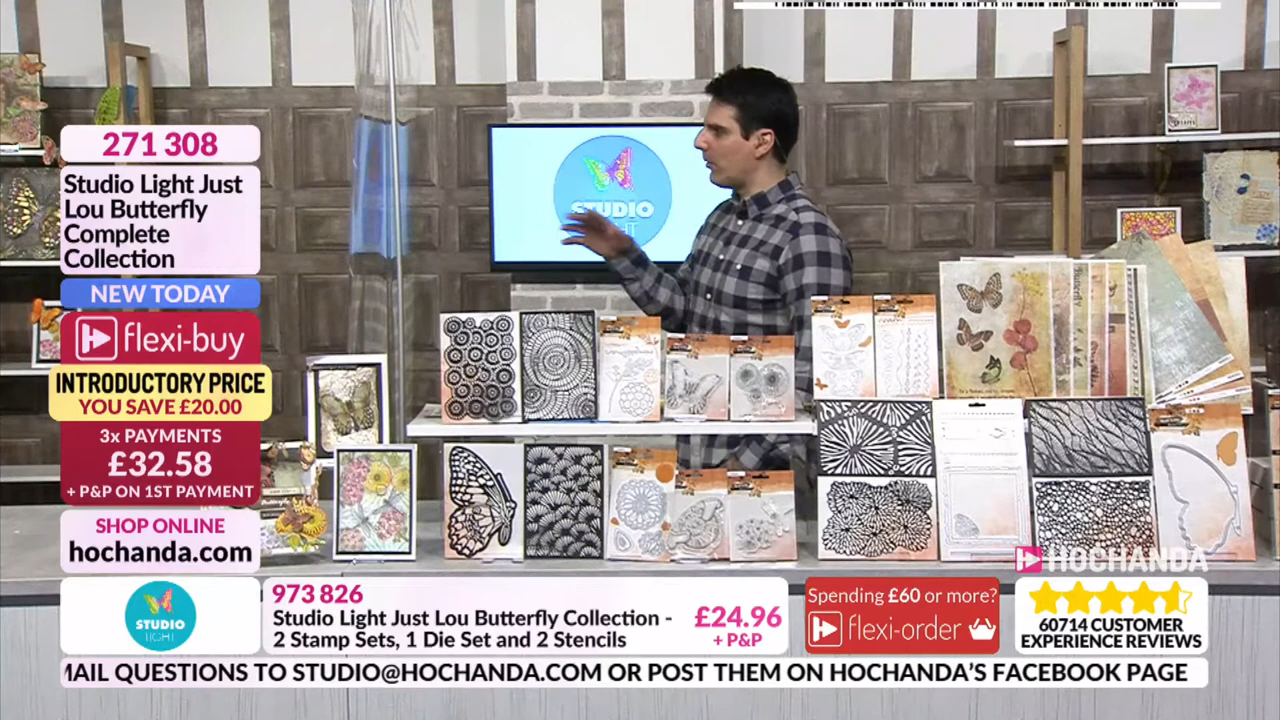 271 308
Studio Light Just
Lou Butterfly
Complete
Collection
NEW TODAY
flexi-buy
INTRODUCTORY PRICE
YOU SAVE £20.00
3x PAYMENTS
£32.58
+ P&P ON 1ST PAYMENT
SHOP ONLINE
hochanda.com
STUDIO
LIGHT
HOCHANDA
STUDIO
LIGHT
973 826
Studio Light Just Lou Butterfly Collection -
2 Stamp Sets, 1 Die Set and 2 Stencils
£24.96
+ P&P
Spending £60 or more?
flexi-order
60714 CUSTOMER
EXPERIENCE REVIEWS
MAIL QUESTIONS TO STUDIO@HOCHANDA.COM OR POST THEM ON HOCHANDA'S FACEBOOK PAGE